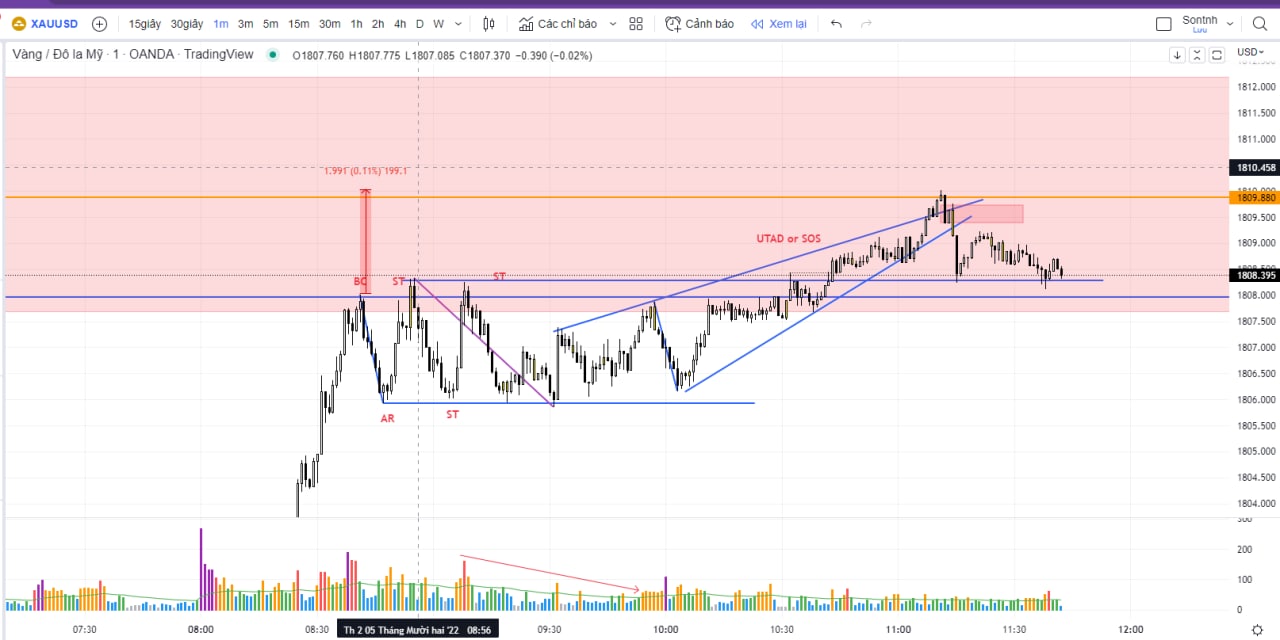 XAUUSD 15giây 30giây 1m 3m 5m 15m 30m 1h 2h 4h D W Các chỉ báo Cảnh báo Xem lại Sontnh
Lưu
Vàng / Đô la Mỹ · 1 · OANDA · TradingView O1807.760 H1807.775 L1807.085 C1807.370 −0.390 (−0.02%) USD
1812.000
1811.500
1811.000
1.991 (0.11%) 199.1
1810.458
1809.880
1809.500
UTAD or SOS
1809.000
ST
1808.395
BC ST
1808.000
1807.500
1807.000
1806.500
1806.000
ST
AR
1805.500
1805.000
1804.500
1804.000
300
200
100
0
07:30 08:00 08:30 Th 2 05 Tháng Mười hai '22 08:56 09:30 10:00 10:30 11:00 11:30 12:00